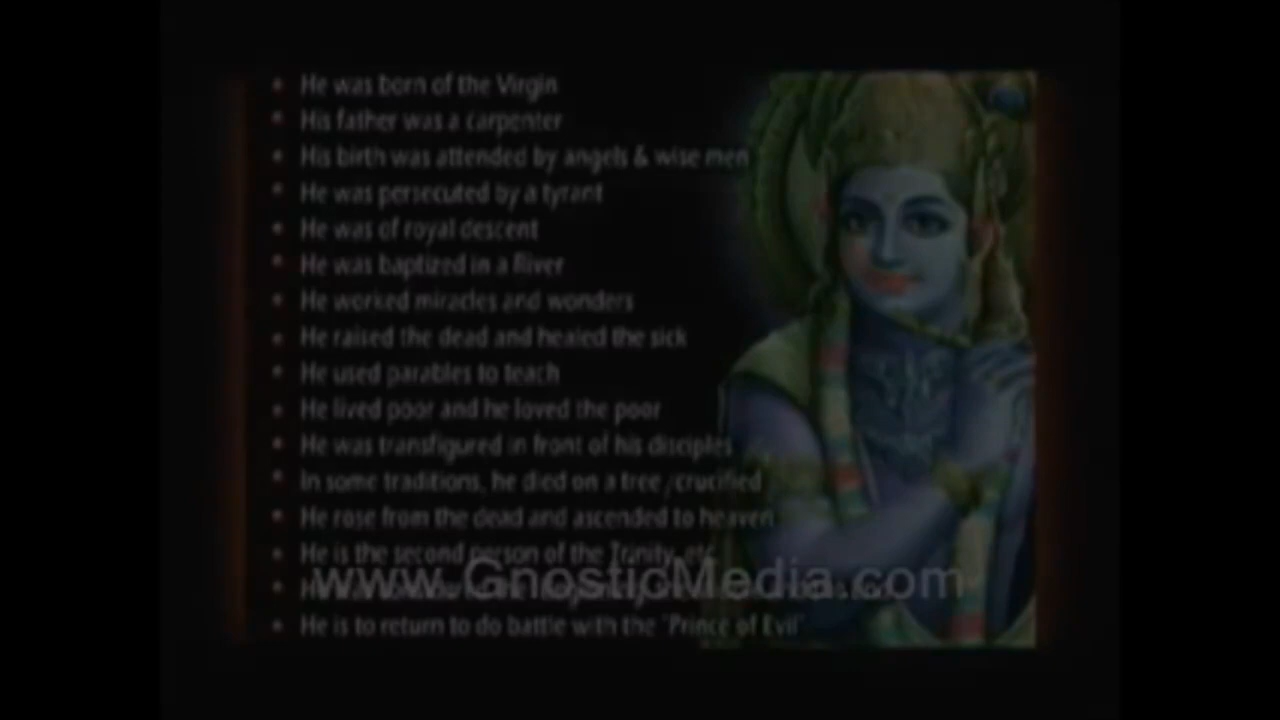 • He was born of the Virgin
• His father was a carpenter
• His birth was attended by angels & wise men
• He was persecuted by a tyrant
• He was of royal descent
• He was baptized in a River
• He worked miracles and wonders
• He raised the dead and healed the sick
• He used parables to teach
• He lived poor and he loved the poor
• He was transfigured in front of his disciples
• In some traditions, he died on a tree /crucified
• He rose from the dead and ascended to heaven
• He is the second person of the Trinity, etc
www.GnosticMedia.com
• He is to return to do battle with the "Prince of Evil"